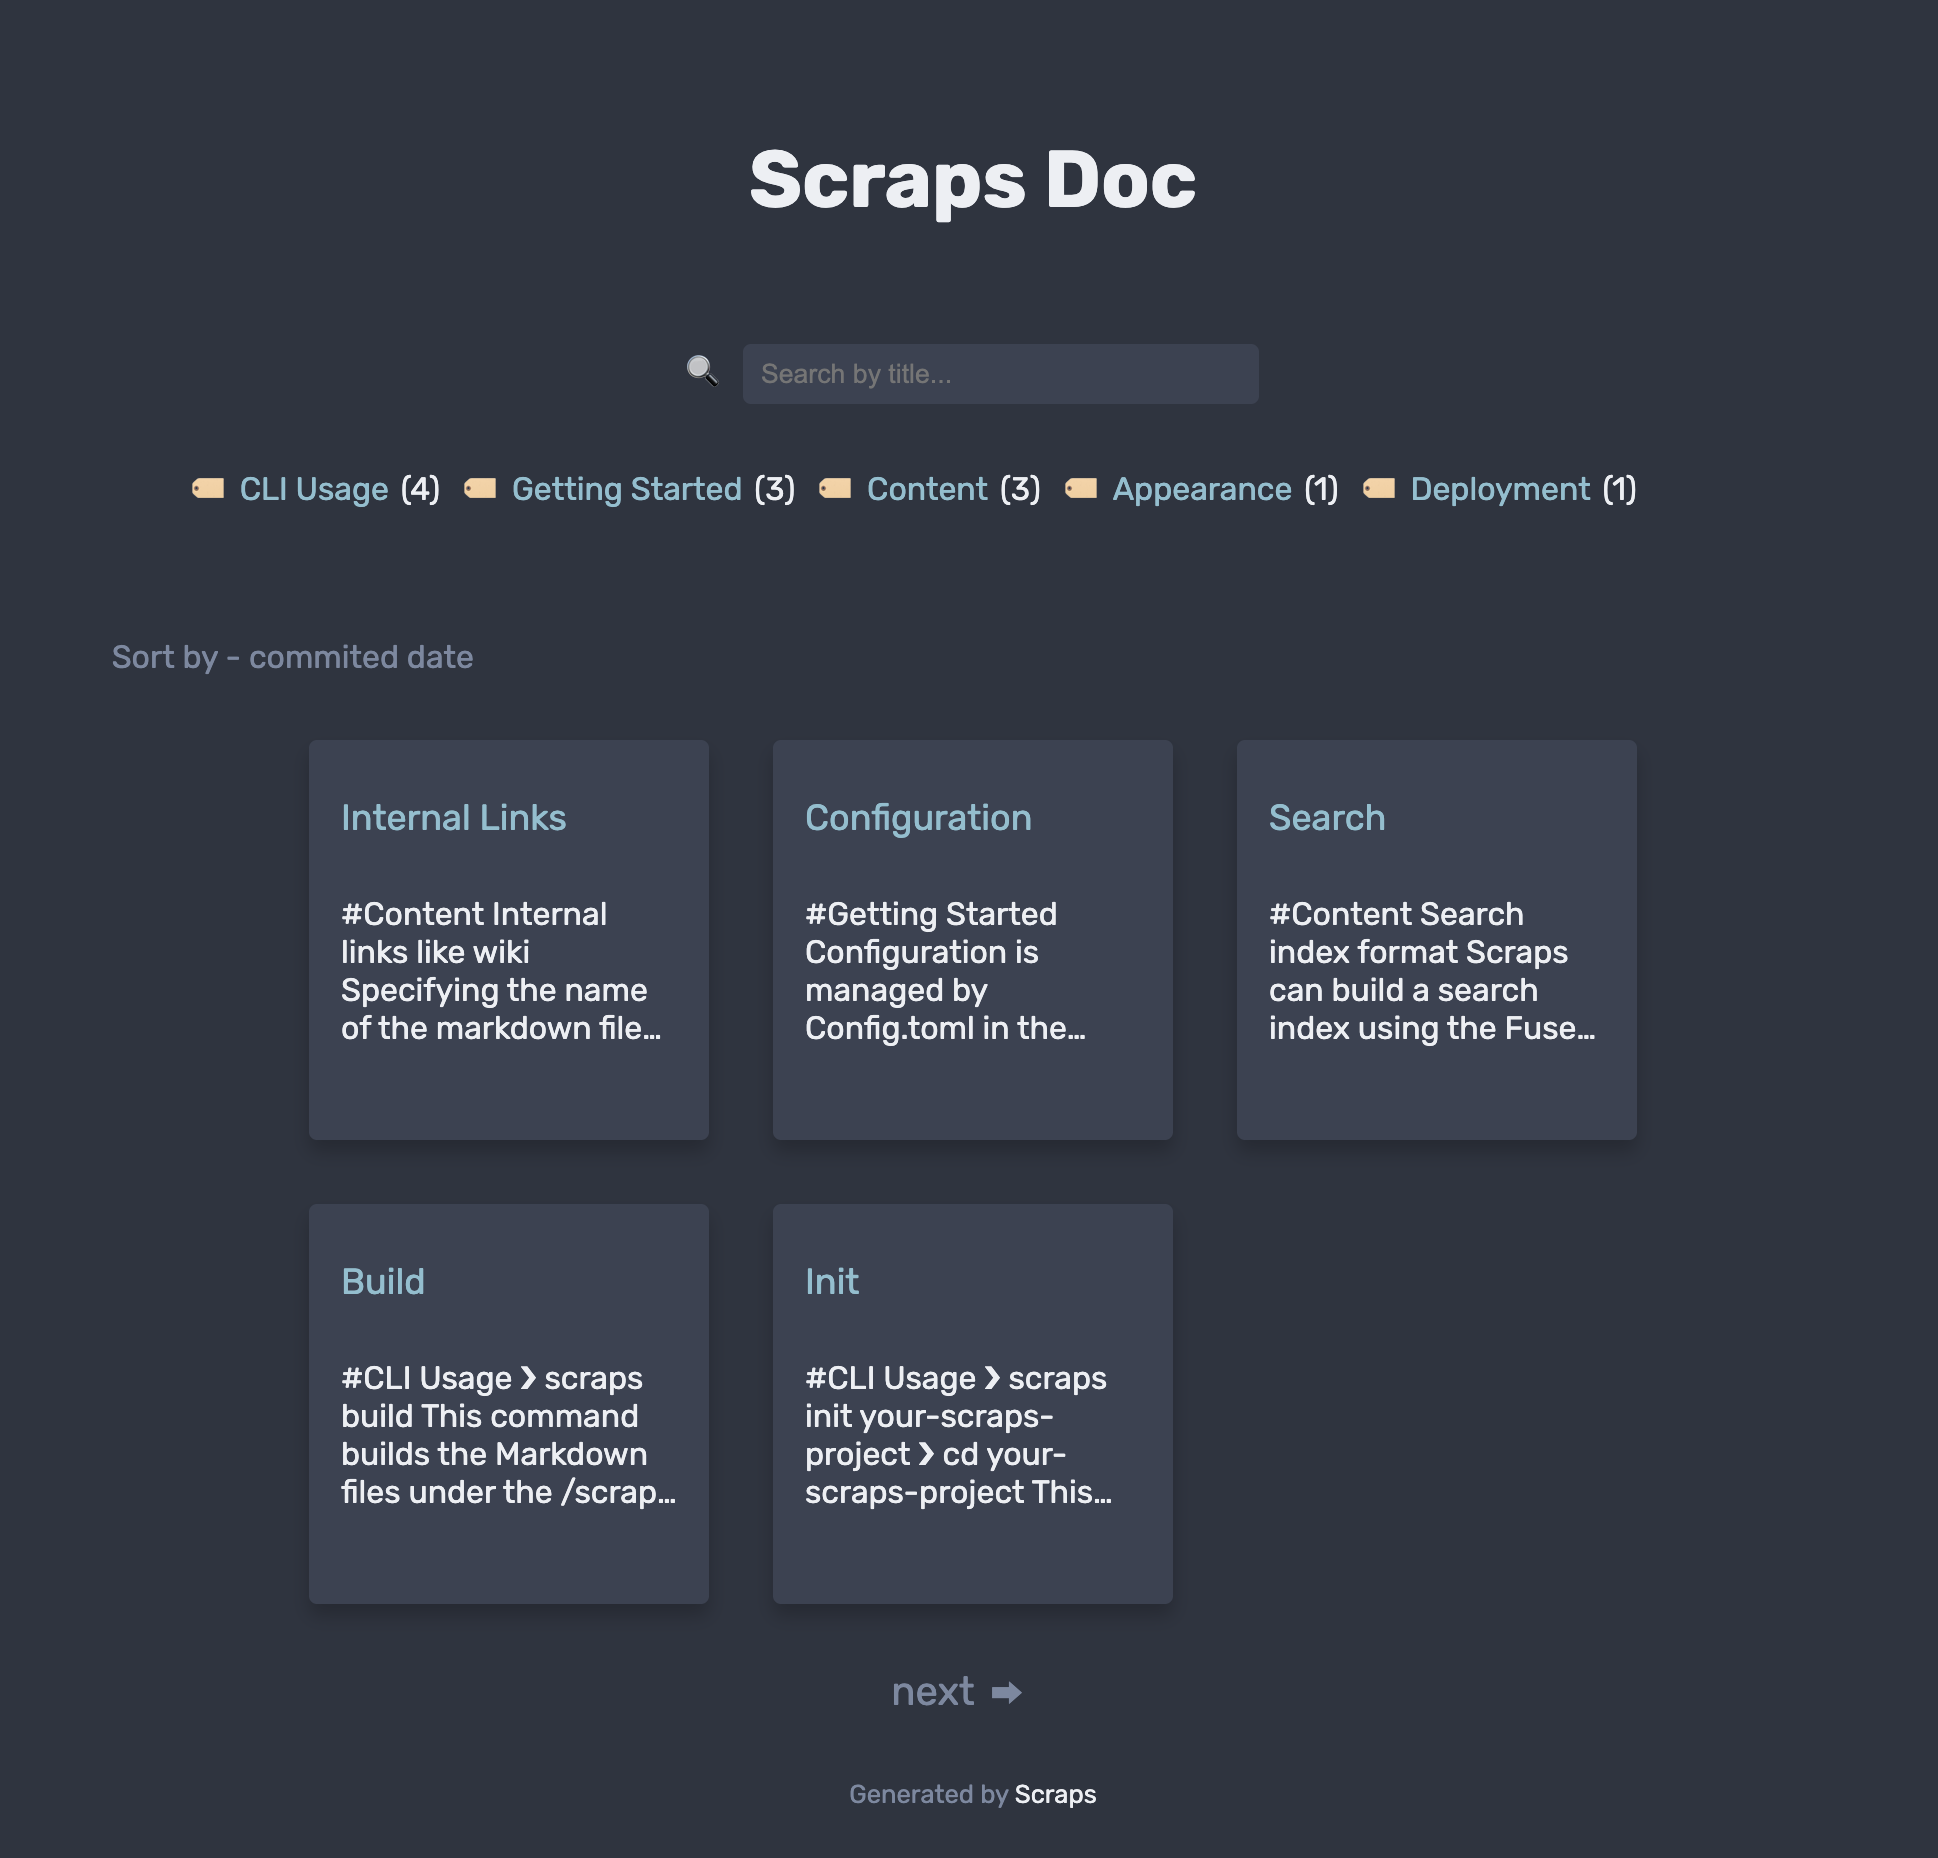 Scraps Doc
Search by title...
CLI Usage (4) Getting Started (3) Content (3) Appearance (1) Deployment (1)
Sort by - commited date
Internal Links
#Content Internal
links like wiki
Specifying the name
of the markdown file...
Configuration
#Getting Started
Configuration is
managed by
Config.toml in the...
Search
#Content Search
index format Scraps
can build a search
index using the Fuse...
Build
#CLI Usage ❯ scraps
build This command
builds the Markdown
files under the /scrap...
Init
#CLI Usage ❯ scraps
init your-scraps-
project ❯ cd your-
scraps-project This...
next ➡
Generated by Scraps